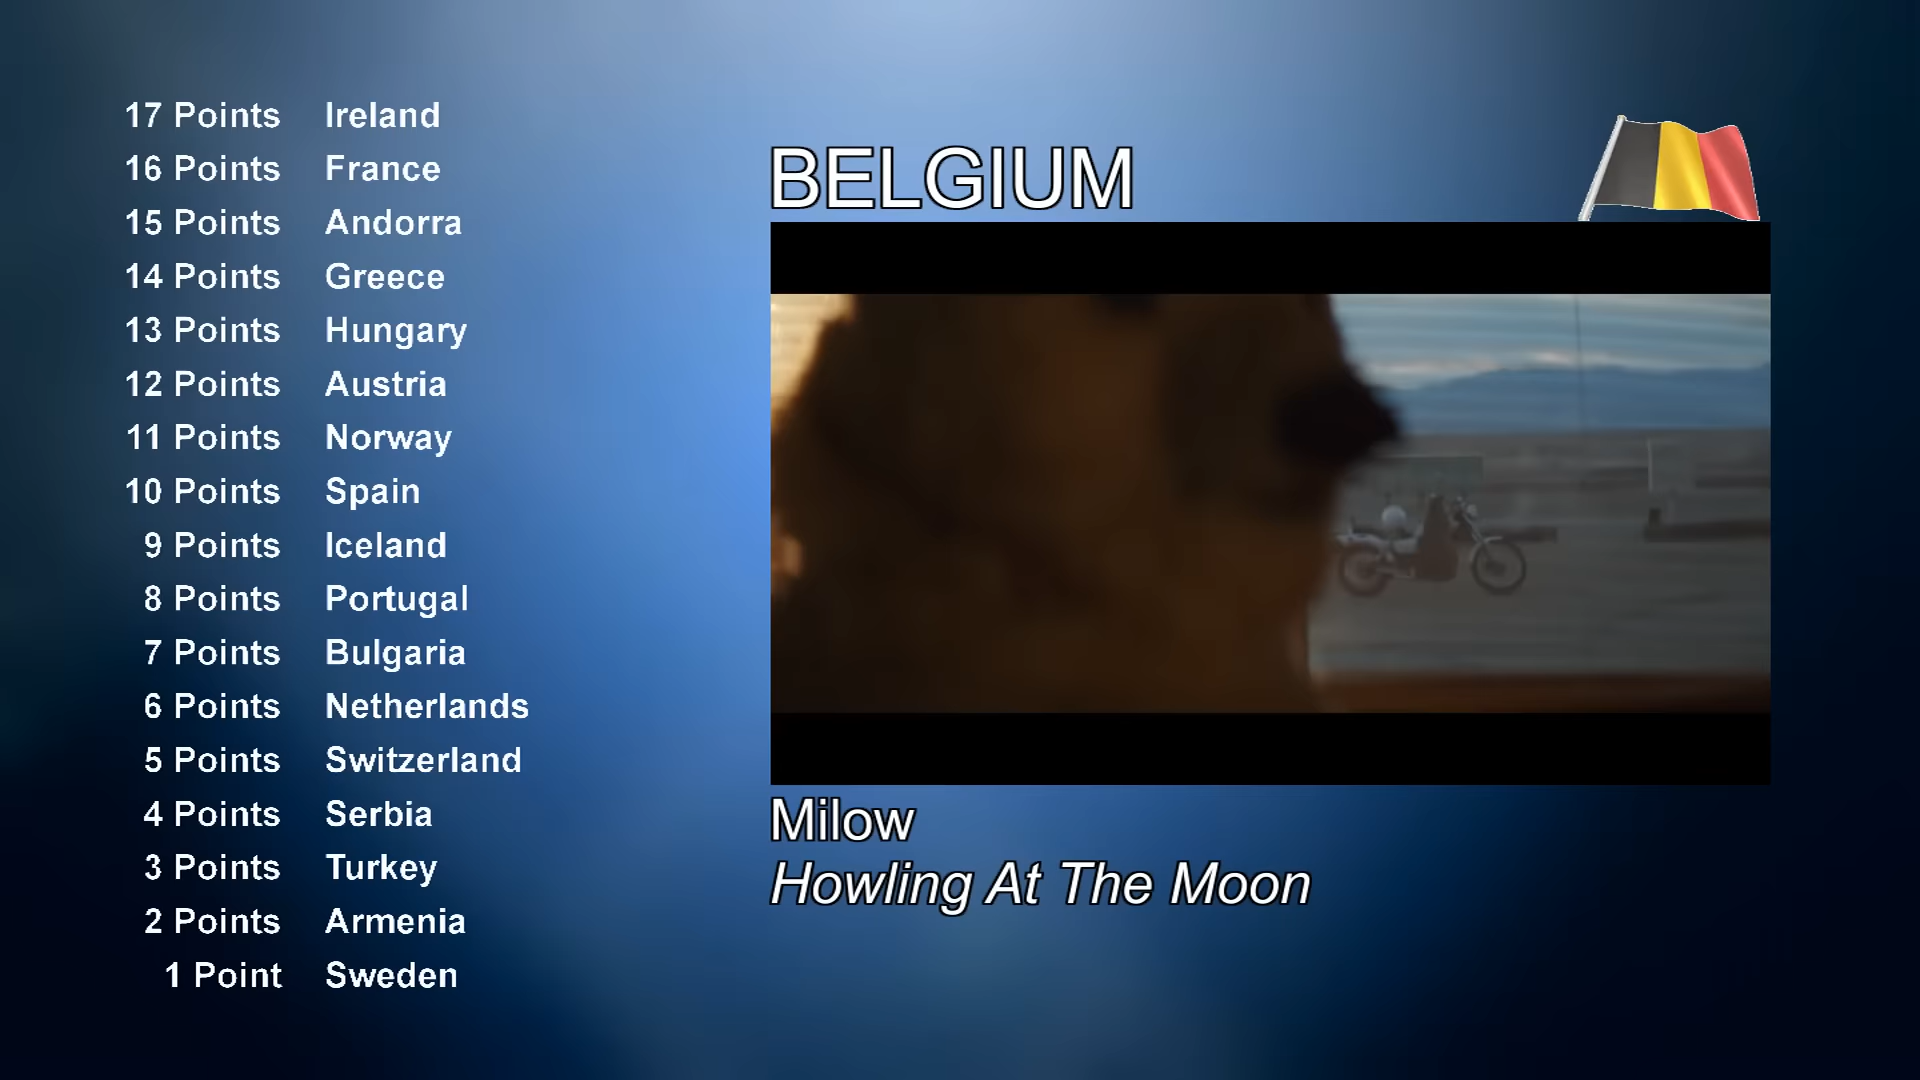 17 Points Ireland
16 Points France
15 Points Andorra
14 Points Greece
13 Points Hungary
12 Points Austria
11 Points Norway
10 Points Spain
9 Points Iceland
8 Points Portugal
7 Points Bulgaria
6 Points Netherlands
5 Points Switzerland
4 Points Serbia
3 Points Turkey
2 Points Armenia
1 Point Sweden
BELGIUM
Milow
Howling At The Moon